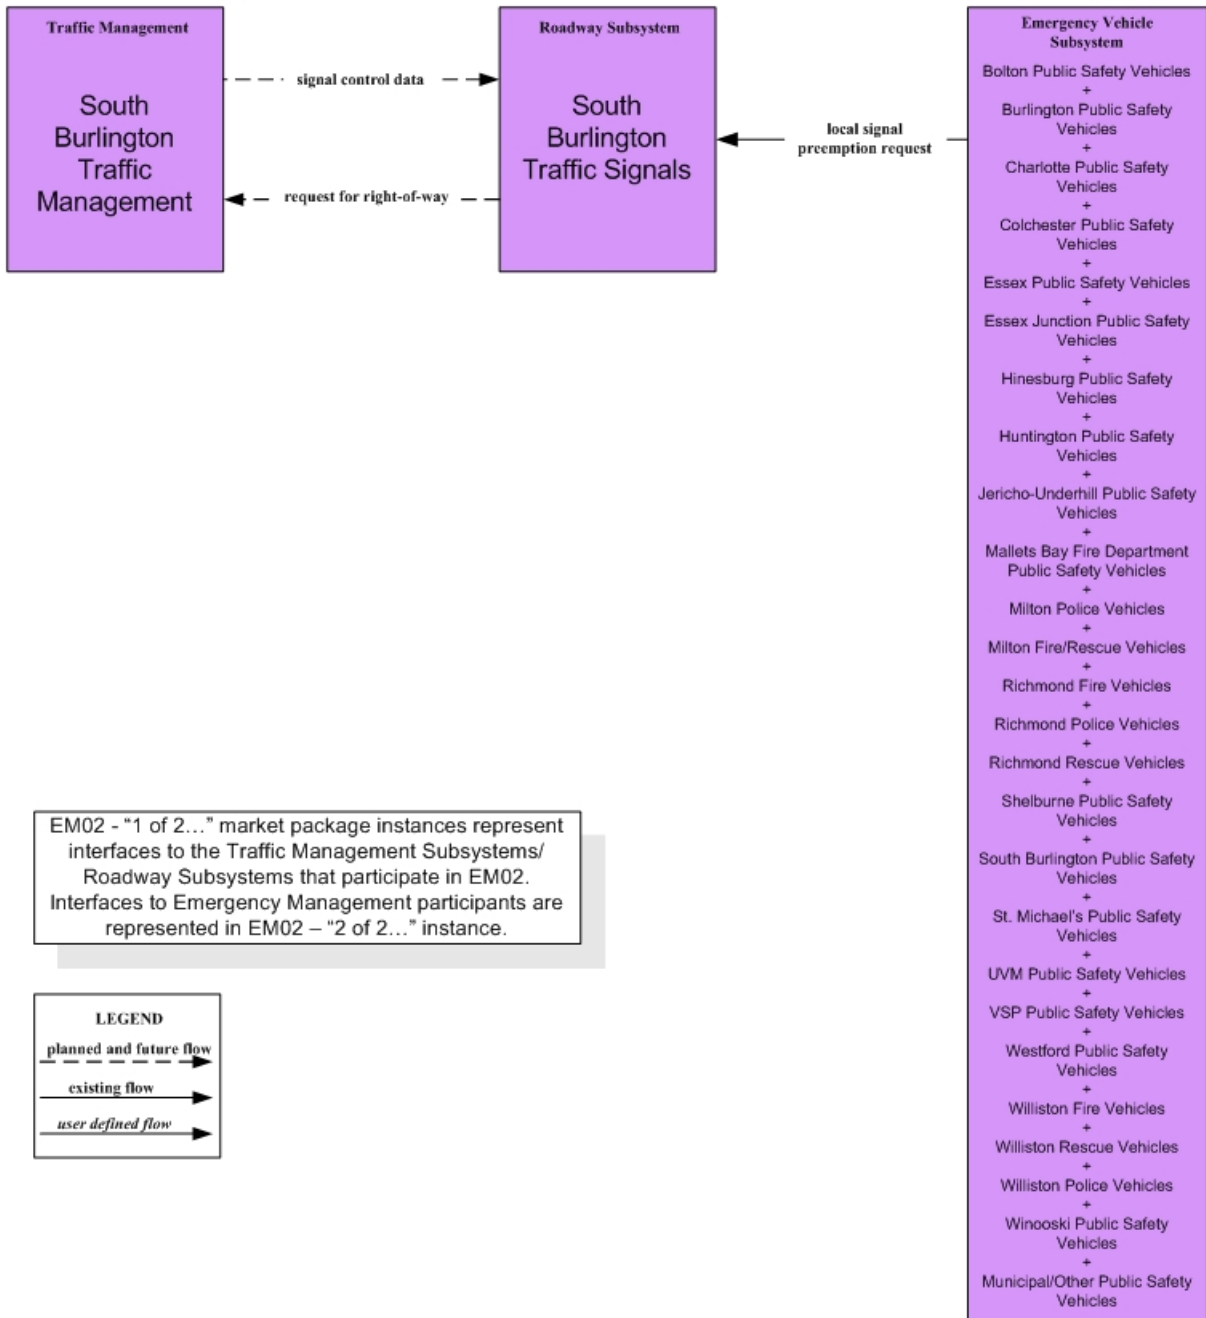 Traffic Management
South
Burlington
Traffic
Management
signal control data
request for right-of-way
Roadway Subsystem
South
Burlington
Traffic Signals
local signal
preemption request
Emergency Vehicle
Subsystem
Bolton Public Safety Vehicles
+
Burlington Public Safety
Vehicles
+
Charlotte Public Safety
Vehicles
+
Colchester Public Safety
Vehicles
+
Essex Public Safety Vehicles
+
Essex Junction Public Safety
Vehicles
+
Hinesburg Public Safety
Vehicles
+
Huntington Public Safety
Vehicles
+
Jericho-Underhill Public Safety
Vehicles
+
Mallets Bay Fire Department
Public Safety Vehicles
+
Milton Police Vehicles
+
Milton Fire/Rescue Vehicles
+
Richmond Fire Vehicles
+
Richmond Police Vehicles
+
Richmond Rescue Vehicles
+
Shelburne Public Safety
Vehicles
+
South Burlington Public Safety
Vehicles
+
St. Michael's Public Safety
Vehicles
+
UVM Public Safety Vehicles
+
VSP Public Safety Vehicles
+
Westford Public Safety
Vehicles
+
Williston Fire Vehicles
+
Williston Rescue Vehicles
+
Williston Police Vehicles
+
Winooski Public Safety
Vehicles
+
Municipal/Other Public Safety
Vehicles
EM02 - “1 of 2…” market package instances represent
interfaces to the Traffic Management Subsystems/
Roadway Subsystems that participate in EM02.
Interfaces to Emergency Management participants are
represented in EM02 – “2 of 2…” instance.
LEGEND
planned and future flow
existing flow
user defined flow